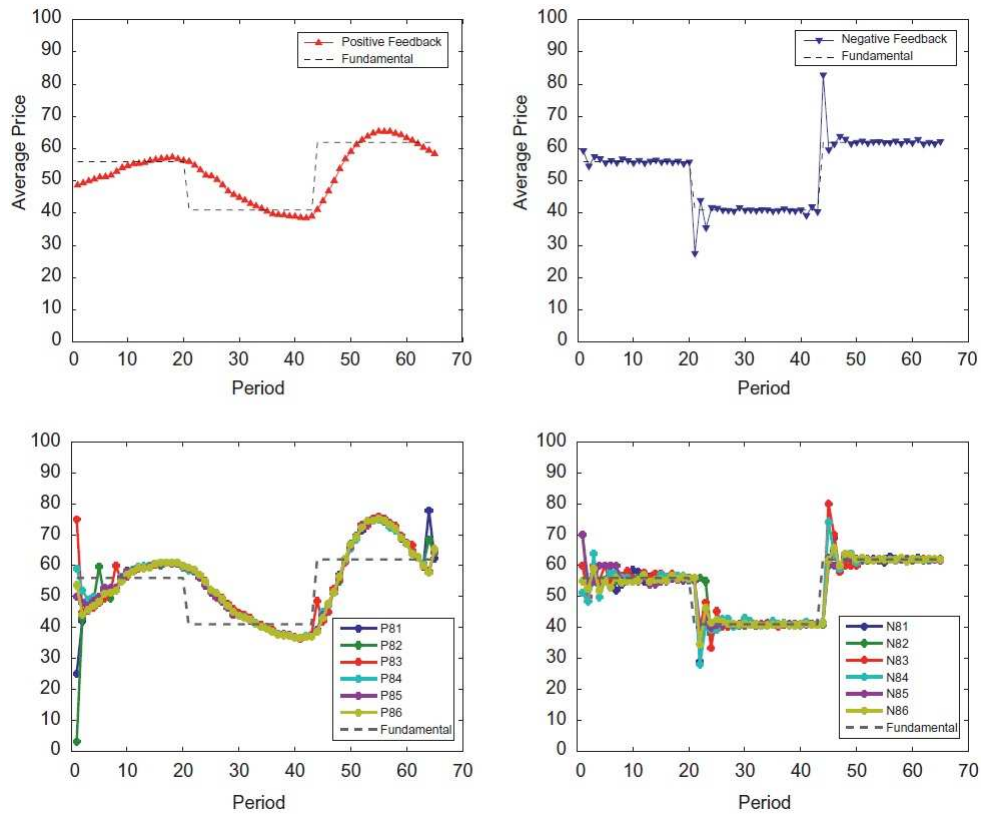 100
90
80
70
60
50
40
30
20
10
0
Average Price
Positive Feedback
Fundamental
0 10 20 30 40 50 60 70
Period
100
90
80
70
60
50
40
30
20
10
0
Average Price
Negative Feedback
Fundamental
0 10 20 30 40 50 60 70
Period
100
90
80
70
60
50
40
30
20
10
0
P81
P82
P83
P84
P85
P86
Fundamental
0 10 20 30 40 50 60 70
Period
100
90
80
70
60
50
40
30
20
10
0
N81
N82
N83
N84
N85
N86
Fundamental
0 10 20 30 40 50 60 70
Period